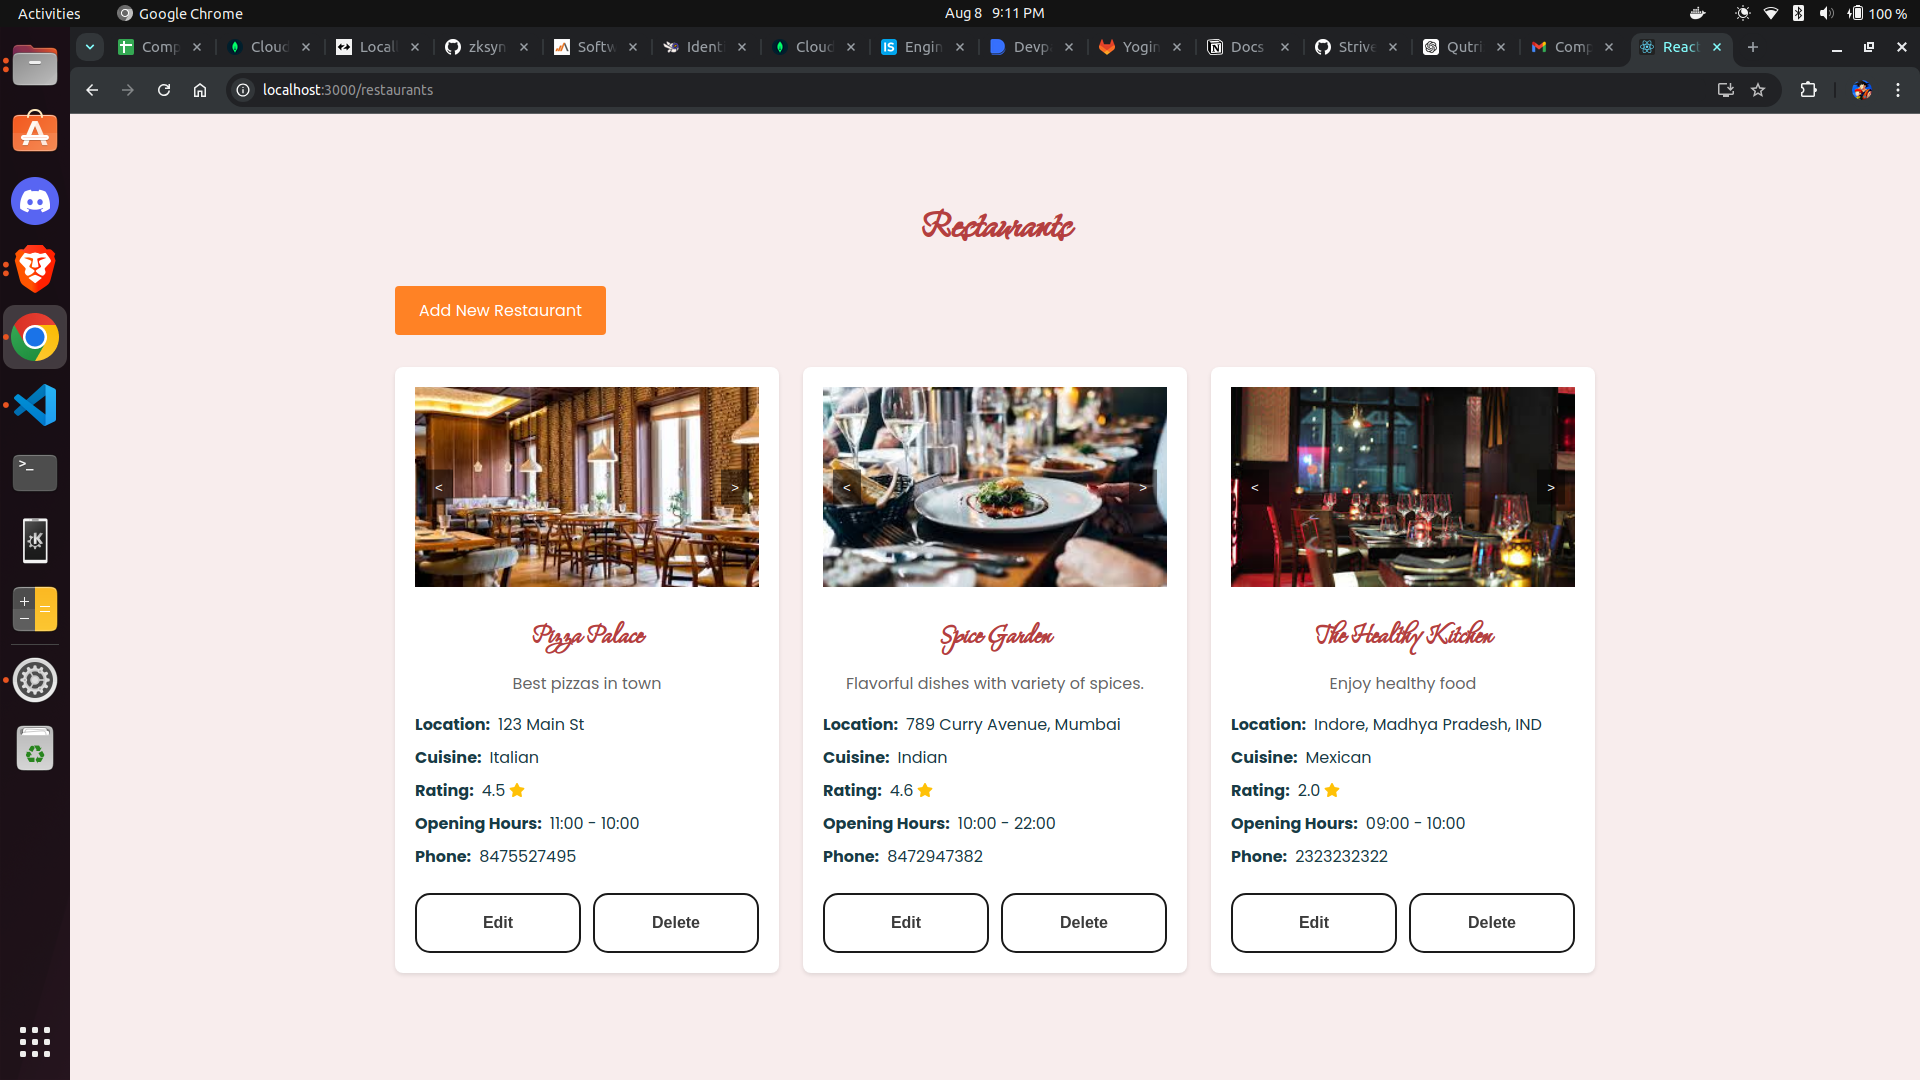 Activities Google Chrome Aug 8 9:11 PM 100 %
Comp Cloud Locall zksyn Softw Identi Cloud Engin Devp Yogin Docs Strive Qutri Comp React
localhost:3000/restaurants
Restaurants
Add New Restaurant
< >
< >
< >
Pizza Palace
Best pizzas in town
Location: 123 Main St
Cuisine: Italian
Rating: 4.5
Opening Hours: 11:00 - 10:00
Phone: 8475527495
Edit Delete
Spice Garden
Flavorful dishes with variety of spices.
Location: 789 Curry Avenue, Mumbai
Cuisine: Indian
Rating: 4.6
Opening Hours: 10:00 - 22:00
Phone: 8472947382
Edit Delete
The Healthy Kitchen
Enjoy healthy food
Location: Indore, Madhya Pradesh, IND
Cuisine: Mexican
Rating: 2.0
Opening Hours: 09:00 - 10:00
Phone: 2323232322
Edit Delete